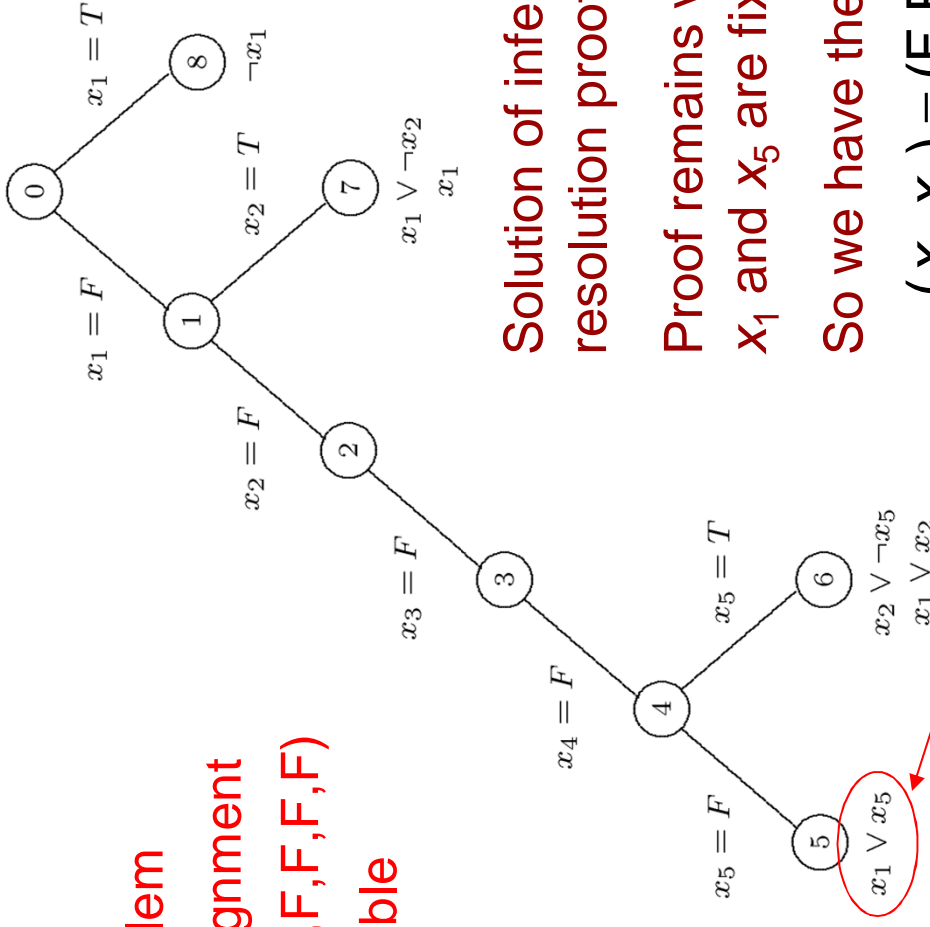 0
x₁ = F
x₁ = T
lem
1
8
gnment
x₂ = F
x₂ = T
¬x₁
,F,F,F,F)
2
7
ble
x₃ = F
x₁ ∨ ¬x₂
x₁
3
Solution of infe
x₄ = F
resolution proof
4
Proof remains
x₅ = F
x₅ = T
x₁ and x₅ are fix
5
6
So we have the
x₁ ∨ x₅
x₂ ∨ ¬x₅
x₁ ∨ x₂